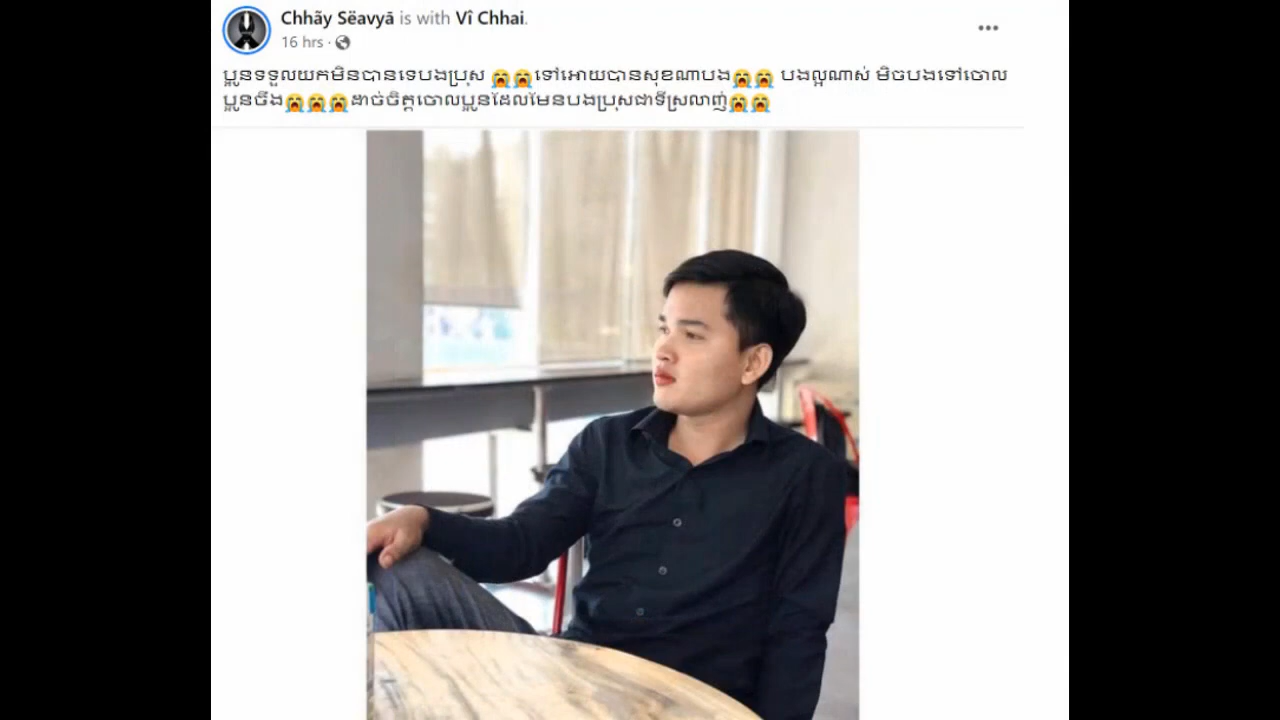 Chhãy Sëavyã is with Vî Chhai.
16 hrs ·
ប្អូនទទួលយកមិនបានទេបងប្រុស 😭😭ទៅអោយបានសុខណាបង😭😭 បងល្អណាស់ មិចបងទៅចោល
ប្អូនចឹង😭😭😭ដាច់ចិត្តចោលប្អូនដែលមែនបងប្រុសជាទីស្រលាញ់😭😭